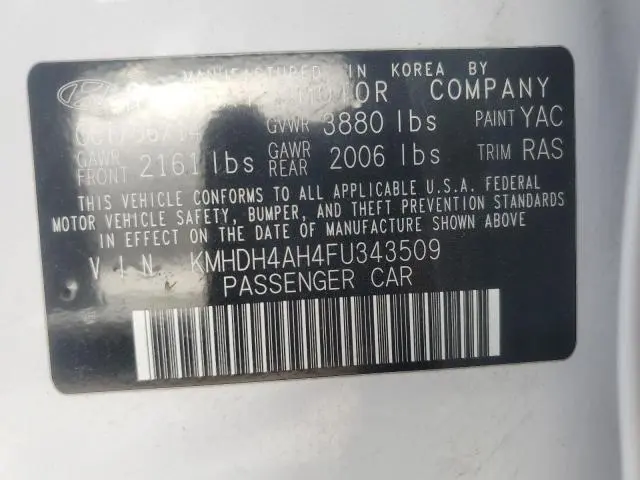 MANUFACTURED IN KOREA BY
MOTOR COMPANY
GVWR 3880 lbs PAINT YAC
GAWR FRONT 2161 lbs GAWR REAR 2006 lbs TRIM RAS
THIS VEHICLE CONFORMS TO ALL APPLICABLE U.S.A. FEDERAL
MOTOR VEHICLE SAFETY, BUMPER, AND THEFT PREVENTION STANDARDS
IN EFFECT ON THE DATE OF MANUFACTURE SHOWN ABOVE.
VIN KMHDH4AH4FU343509
PASSENGER CAR